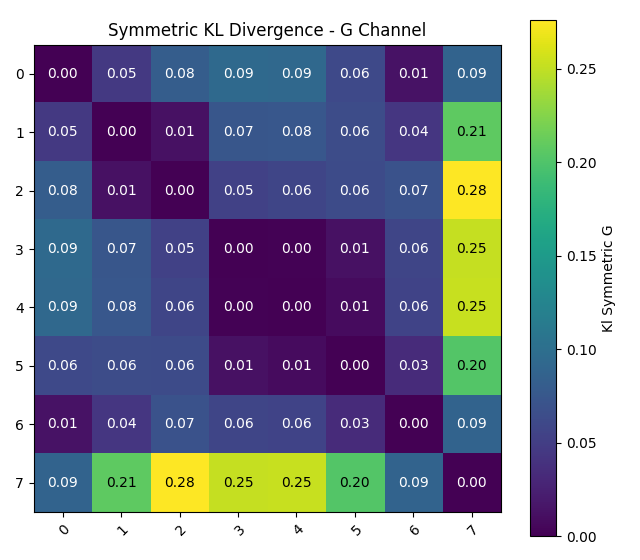 Symmetric KL Divergence - G Channel
0 0.00 0.05 0.08 0.09 0.09 0.06 0.01 0.09
1 0.05 0.00 0.01 0.07 0.08 0.06 0.04 0.21
2 0.08 0.01 0.00 0.05 0.06 0.06 0.07 0.28
3 0.09 0.07 0.05 0.00 0.00 0.01 0.06 0.25
4 0.09 0.08 0.06 0.00 0.00 0.01 0.06 0.25
5 0.06 0.06 0.06 0.01 0.01 0.00 0.03 0.20
6 0.01 0.04 0.07 0.06 0.06 0.03 0.00 0.09
7 0.09 0.21 0.28 0.25 0.25 0.20 0.09 0.00
0 1 2 3 4 5 6 7
0.25
0.20
0.15
0.10
0.05
0.00
Kl Symmetric G